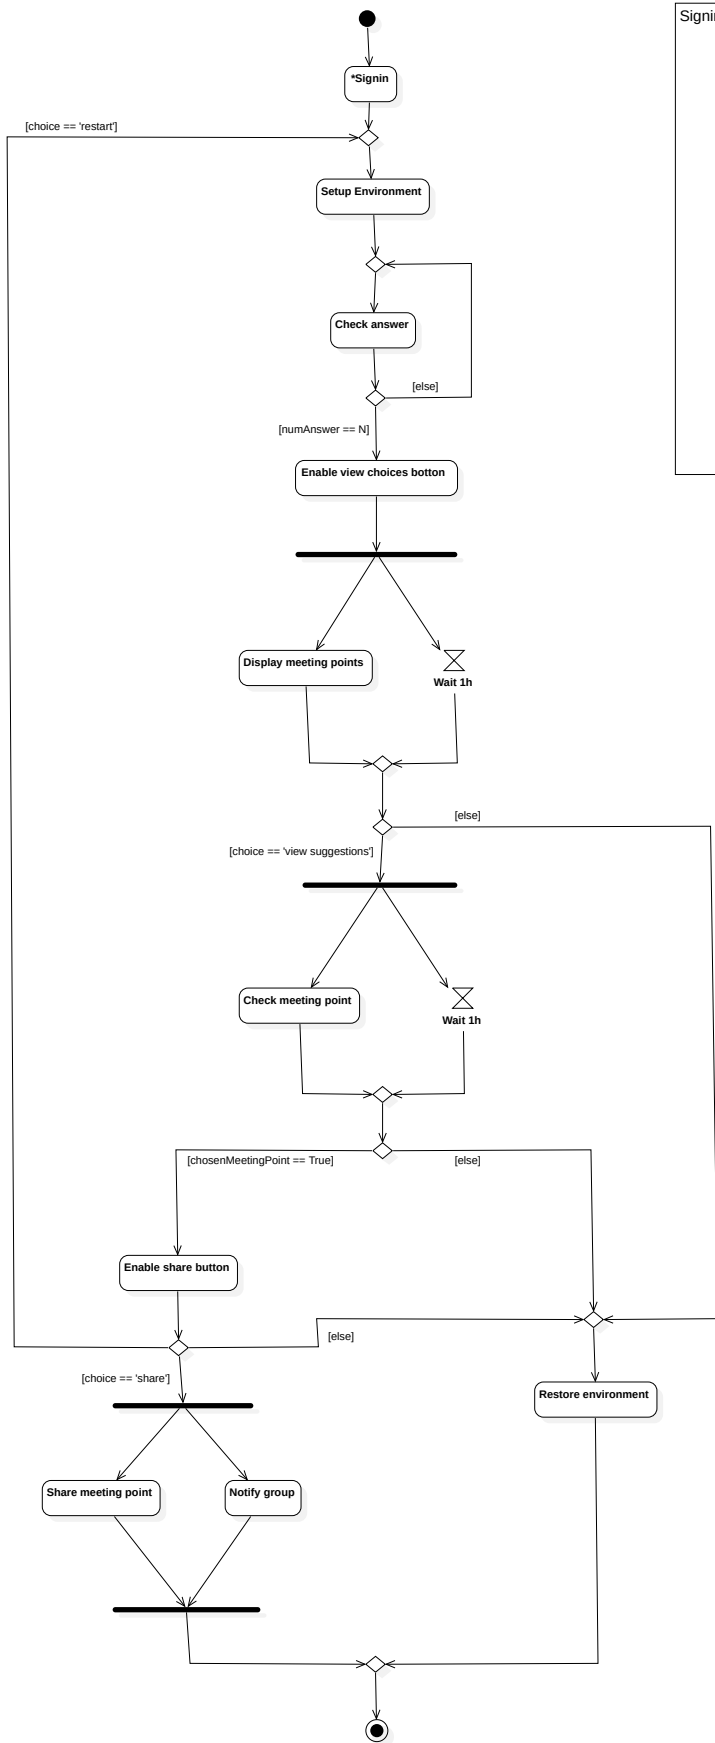 Signin
*Signin
[choice == 'restart']
Setup Environment
Check answer
[else]
[numAnswer == N]
Enable view choices botton
Display meeting points
Wait 1h
[else]
[choice == 'view suggestions']
Check meeting point
Wait 1h
[chosenMeetingPoint == True]
[else]
Enable share button
[else]
[choice == 'share']
Restore environment
Share meeting point
Notify group